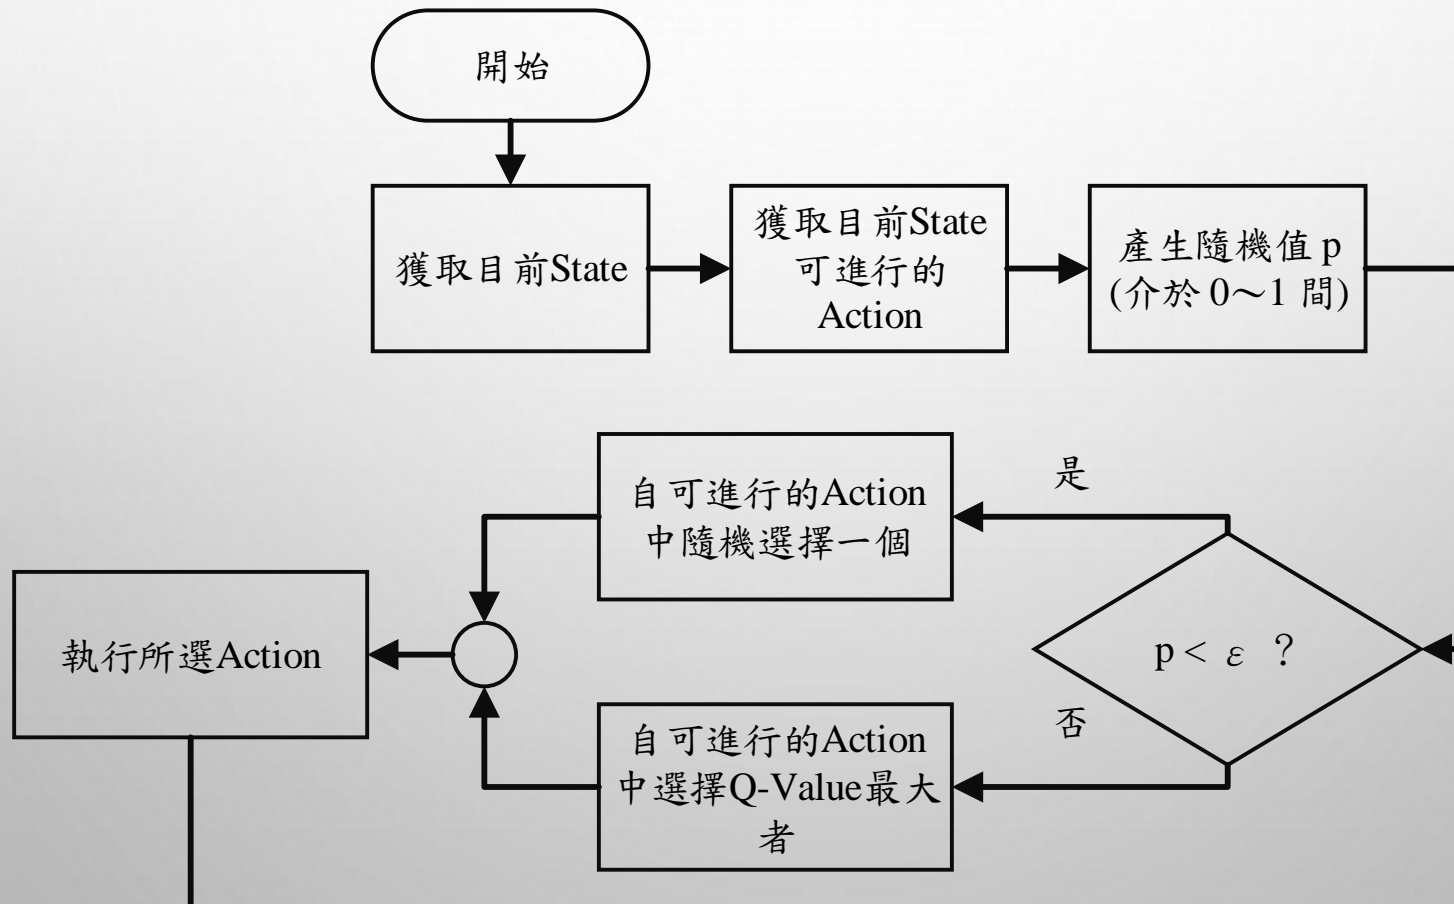 開始
獲取目前State
獲取目前State
可進行的
Action
產生隨機值 p
(介於 0～1 間)
自可進行的Action
中隨機選擇一個
是
執行所選Action
p < ε ？
否
自可進行的Action
中選擇Q-Value最大
者